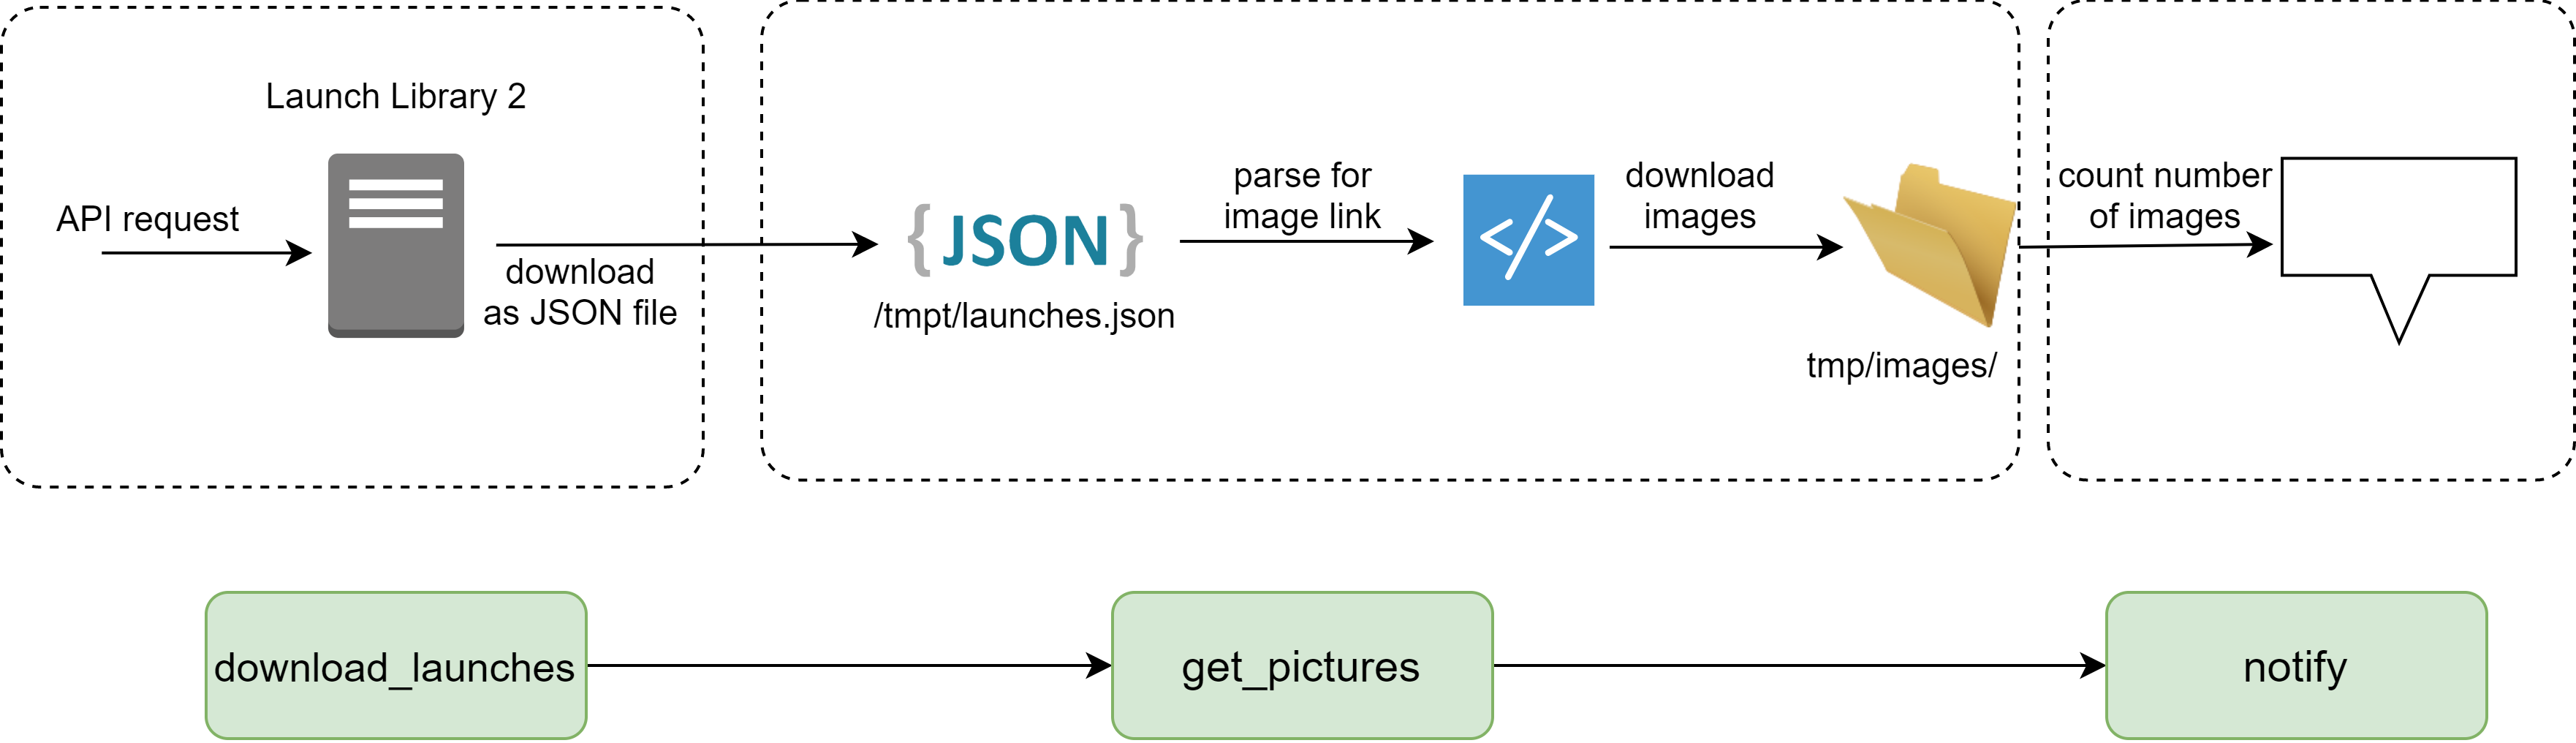 Launch Library 2
API request
download
as JSON file
{ JSON }
/tmpt/launches.json
parse for
image link
</>
download
images
tmp/images/
count number
of images
download_launches
get_pictures
notify